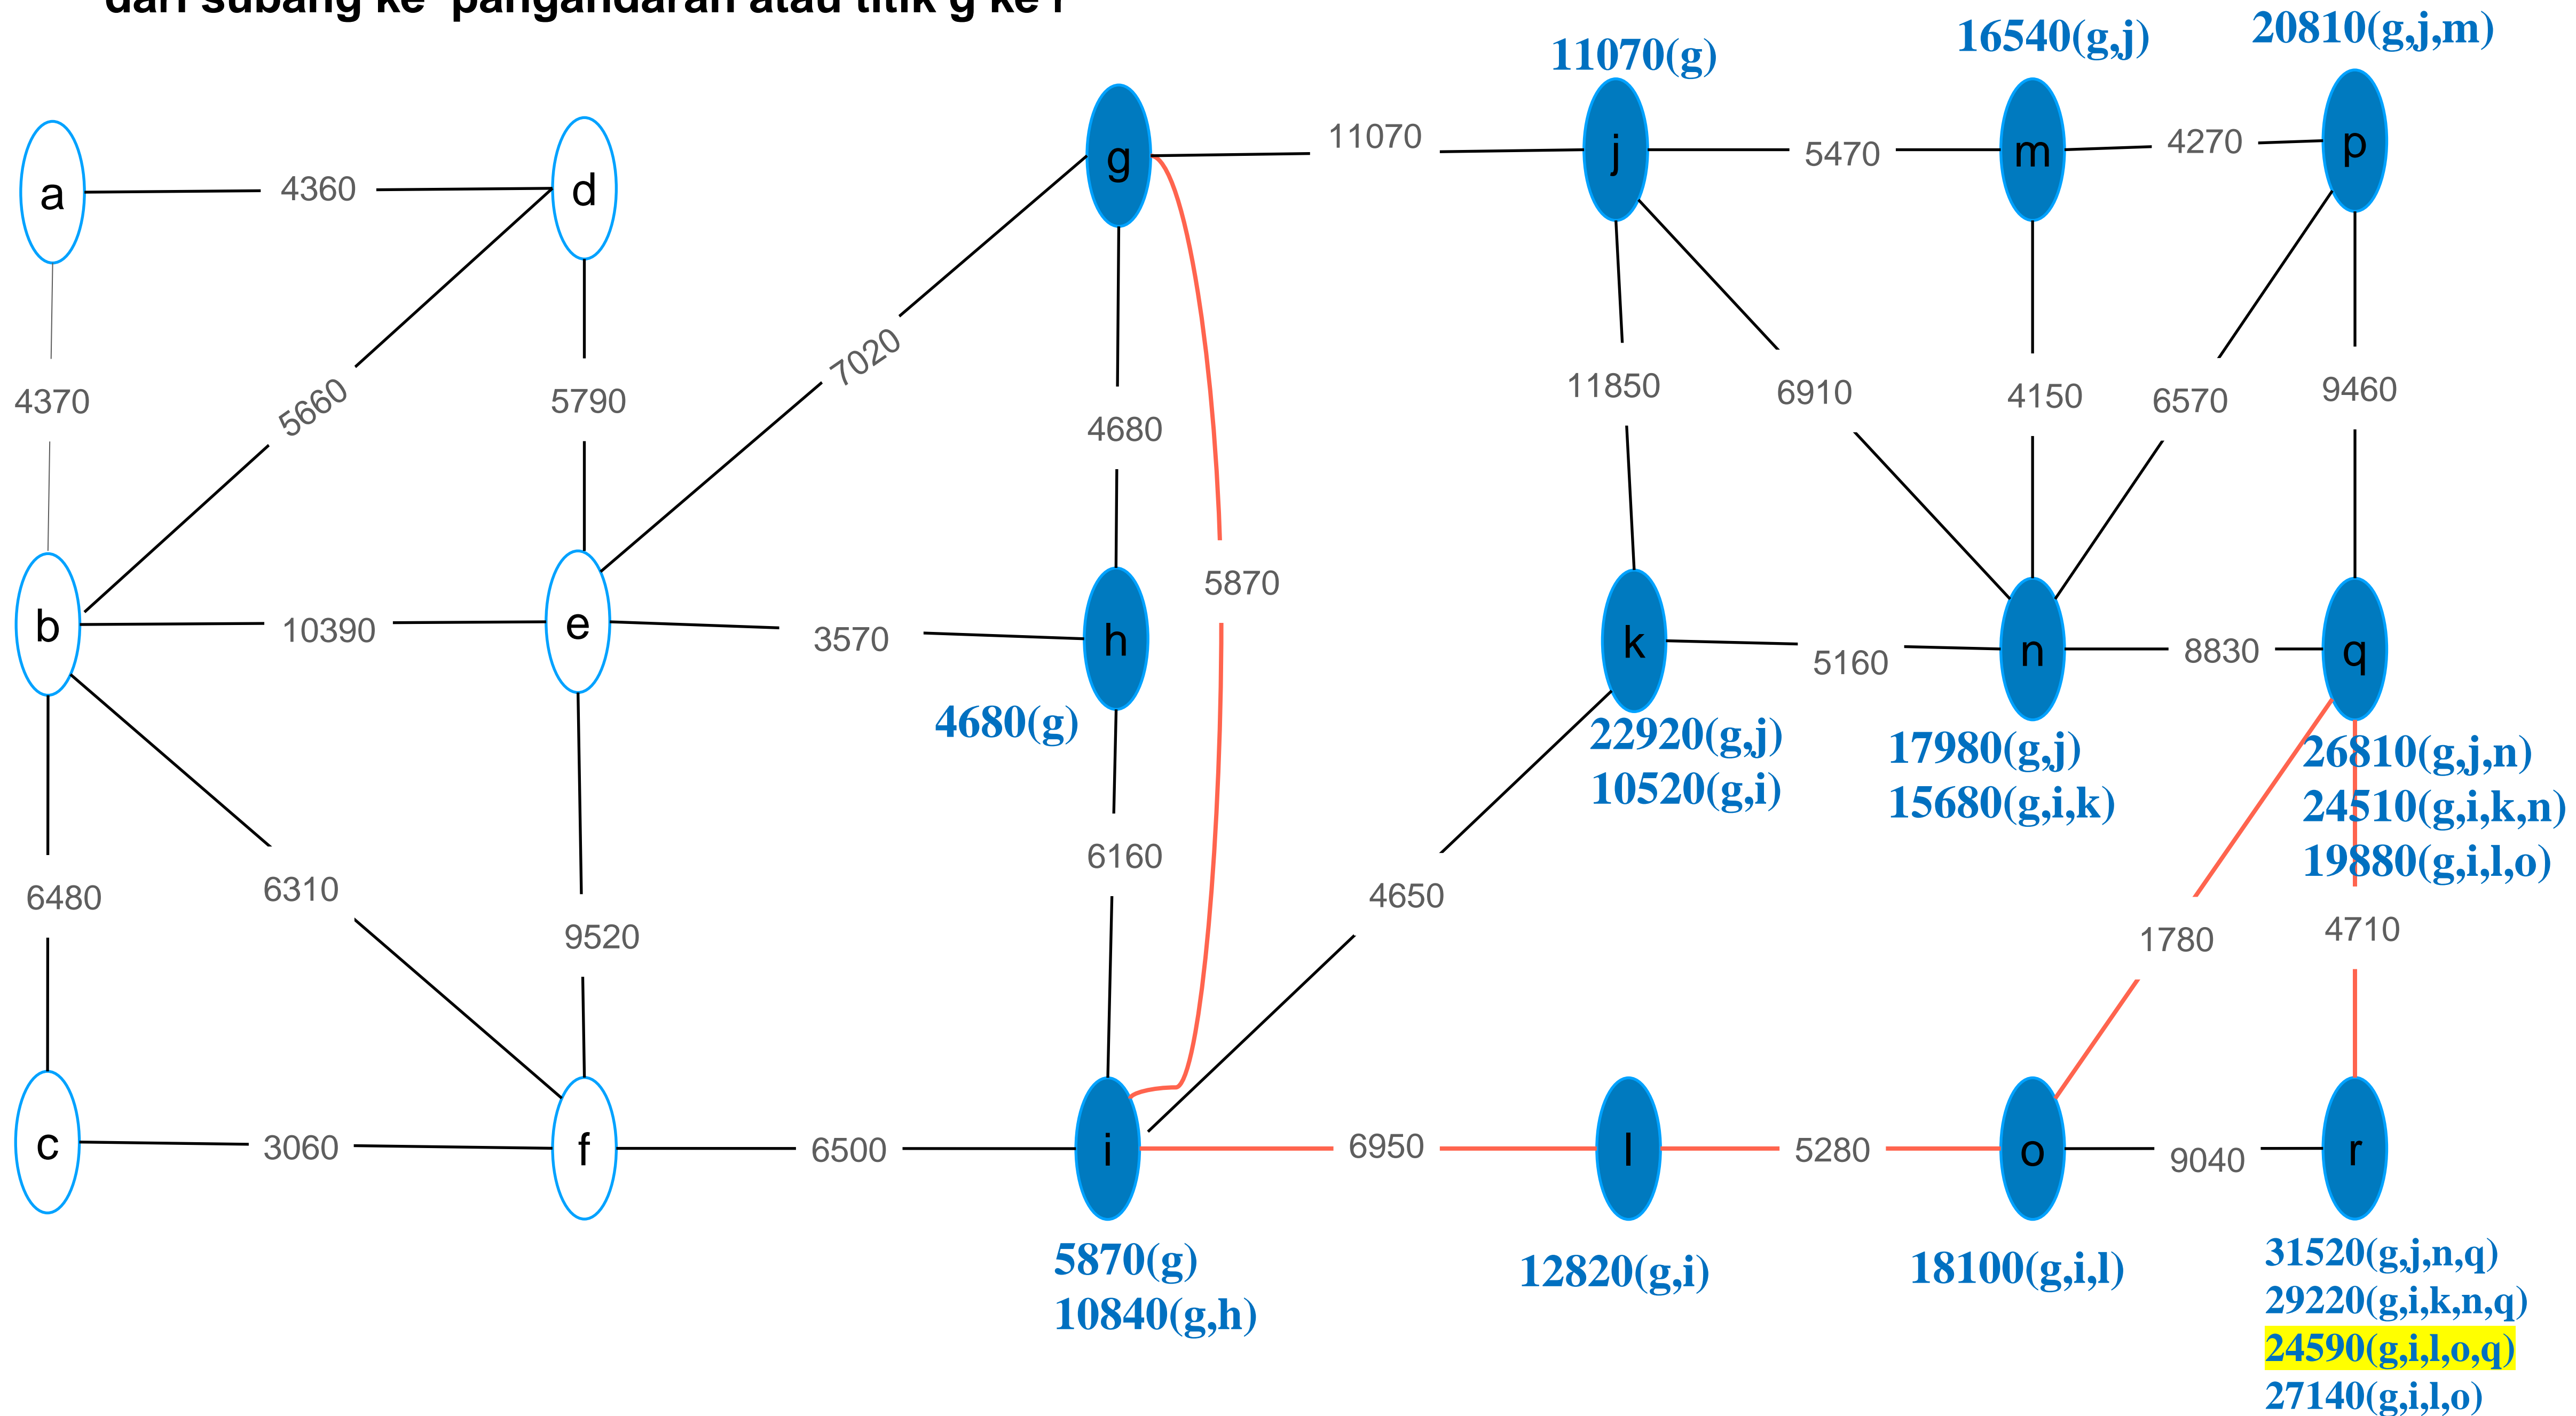 dari subang ke pangandaran atau titik g ke r
20810(g,j,m)
16540(g,j)
11070(g)
g
11070
j
5470
m
4270
p
a
4360
d
4370
5660
5790
7020
4680
11850
6910
4150
6570
9460
5870
b
10390
e
3570
h
k
5160
n
8830
q
4680(g)
22920(g,j)
10520(g,i)
17980(g,j)
15680(g,i,k)
26810(g,j,n)
24510(g,i,k,n)
19880(g,i,l,o)
6480
6310
9520
6160
4650
1780
4710
c
3060
f
6500
i
6950
l
5280
o
9040
r
5870(g)
10840(g,h)
12820(g,i)
18100(g,i,l)
31520(g,j,n,q)
29220(g,i,k,n,q)
24590(g,i,l,o,q)
27140(g,i,l,o)